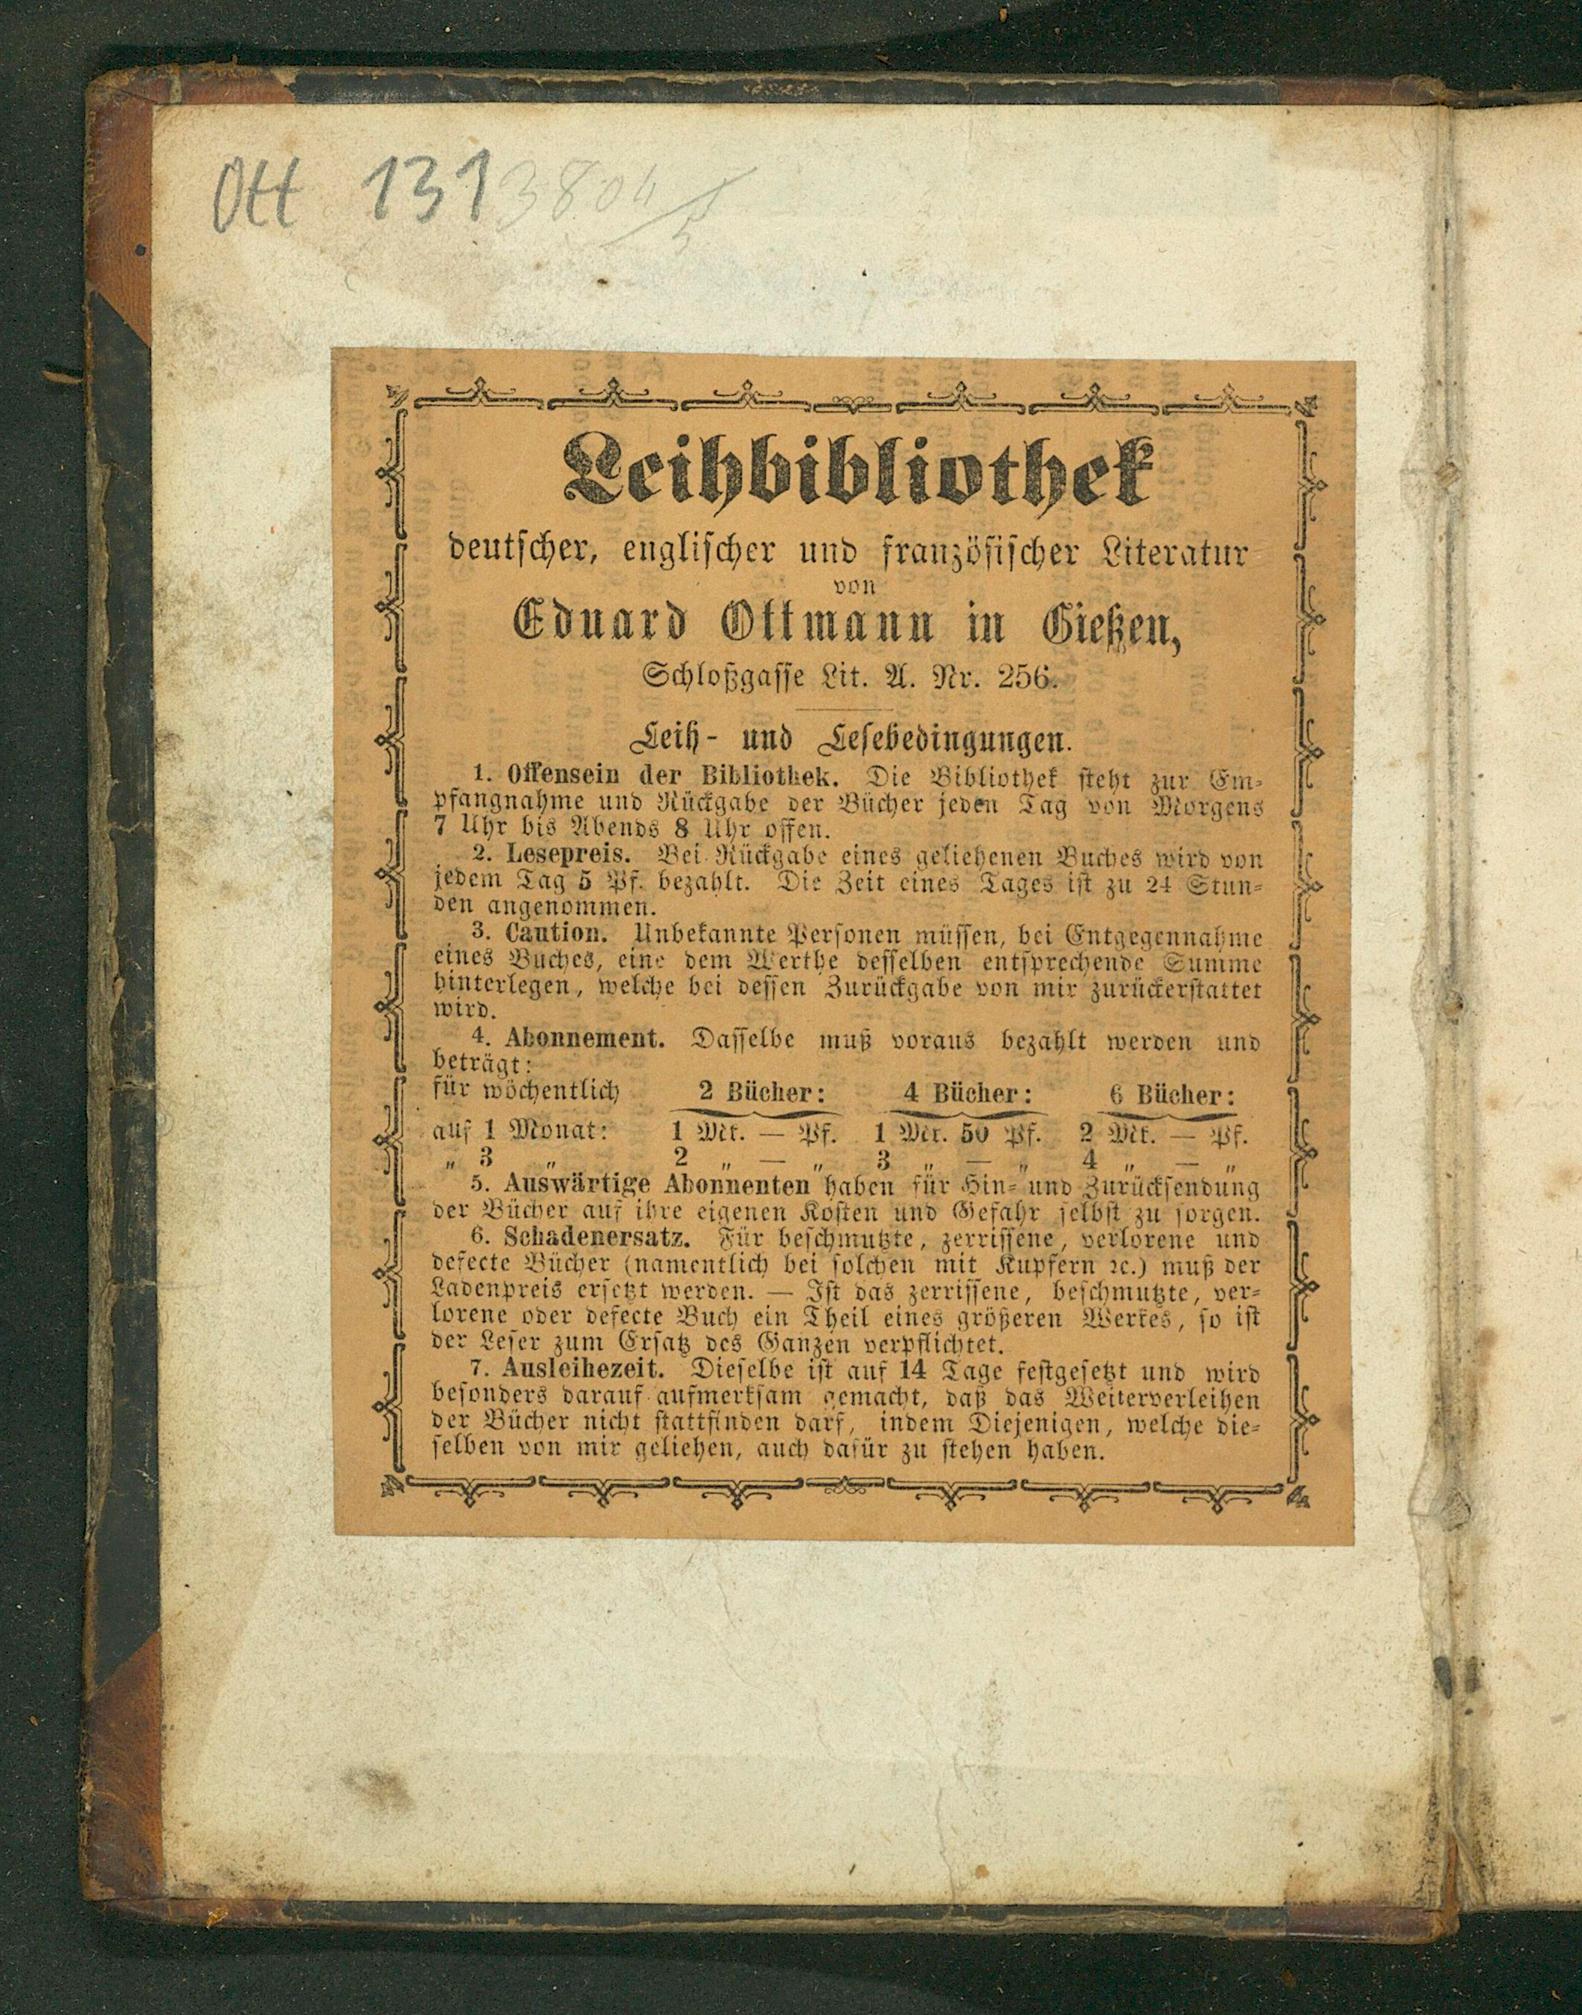 Ott 131 3804/5
Leihbibliothek
deutscher, englischer und französischer Literatur
von
Eduard Ottmann in Gießen,
Schloßgasse Lit. A. Nr. 256.
Leih- und Lesebedingungen.
1. Offensein der Bibliothek. Die Bibliothek steht zur Em-
pfangnahme und Rückgabe der Bücher jeden Tag von Morgens
7 Uhr bis Abends 8 Uhr offen.
2. Lesepreis. Bei Rückgabe eines geliehenen Buches wird von
jedem Tag 5 Pf. bezahlt. Die Zeit eines Tages ist zu 24 Stun-
den angenommen.
3. Caution. Unbekannte Personen müssen, bei Entgegennahme
eines Buches, eine dem Werthe desselben entsprechende Summe
hinterlegen, welche bei dessen Zurückgabe von mir zurückerstattet
wird.
4. Abonnement. Dasselbe muß voraus bezahlt werden und
beträgt:
für wöchentlich 2 Bücher: 4 Bücher: 6 Bücher:
auf 1 Monat: 1 Mk. — Pf. 1 Mk. 50 Pf. 2 Mk. — Pf.
„ 3 „ 2 „ — „ 3 „ — „ 4 „ — „
5. Auswärtige Abonnenten haben für Hin- und Zurücksendung
der Bücher auf ihre eigenen Kosten und Gefahr selbst zu sorgen.
6. Schadenersatz. Für beschmutzte, zerrissene, verlorene und
defecte Bücher (namentlich bei solchen mit Kupfern ꝛc.) muß der
Ladenpreis ersetzt werden. — Ist das zerrissene, beschmutzte, ver-
lorene oder defecte Buch ein Theil eines größeren Werkes, so ist
der Leser zum Ersatz des Ganzen verpflichtet.
7. Ausleihezeit. Dieselbe ist auf 14 Tage festgesetzt und wird
besonders darauf aufmerksam gemacht, daß das Weiterverleihen
der Bücher nicht stattfinden darf, indem Diejenigen, welche die-
selben von mir geliehen, auch dafür zu stehen haben.